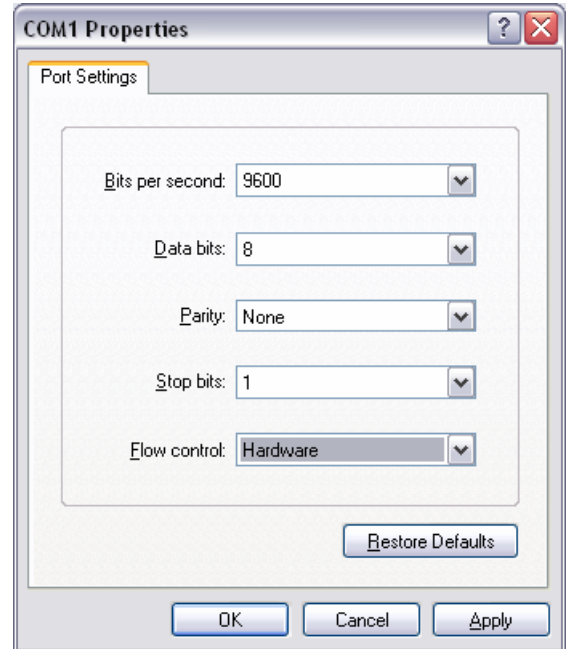 COM1 Properties
Port Settings
Bits per second: 9600
Data bits: 8
Parity: None
Stop bits: 1
Flow control: Hardware
Restore Defaults
OK Cancel Apply